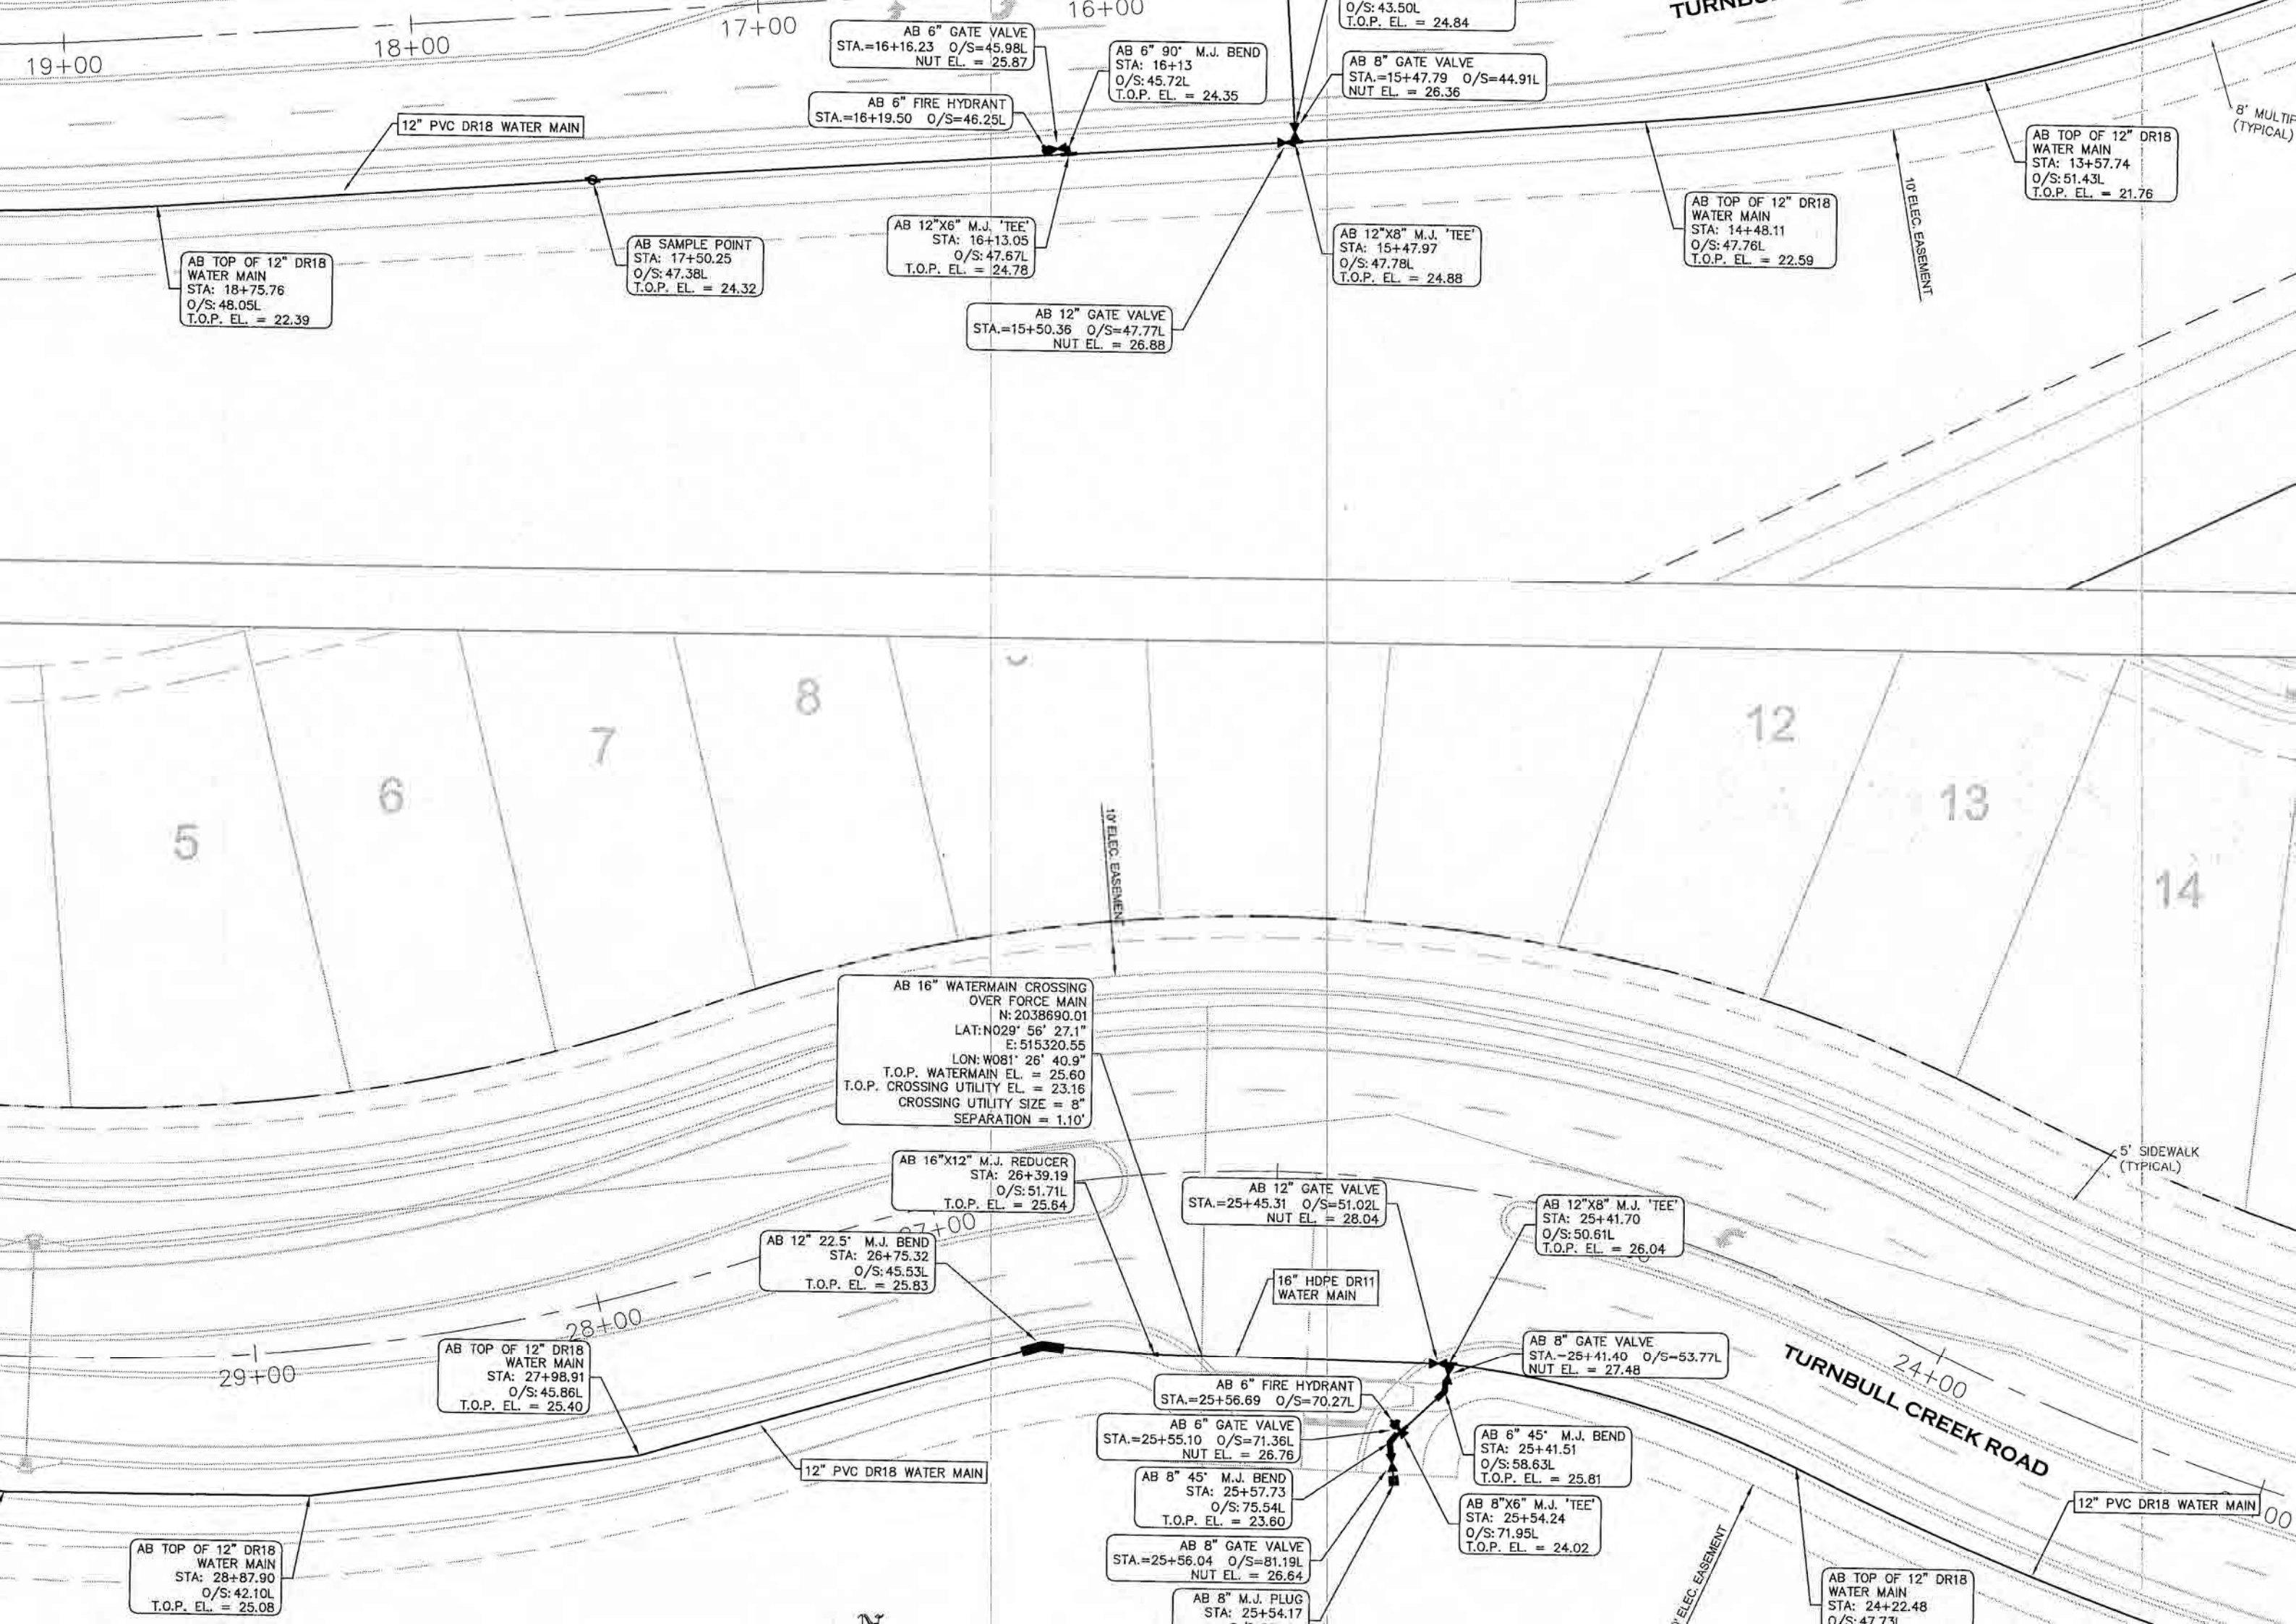 19+00
18+00
17+00
16+00
AB 6" GATE VALVE
STA.=16+16.23 O/S=45.98L
NUT EL. = 25.87
AB 6" 90° M.J. BEND
STA: 16+13
O/S: 45.72L
T.O.P. EL. = 24.35
O/S: 43.50L
T.O.P. EL. = 24.84
AB 8" GATE VALVE
STA.=15+47.79 O/S=44.91L
NUT EL. = 26.36
AB 6" FIRE HYDRANT
STA.=16+19.50 O/S=46.25L
12" PVC DR18 WATER MAIN
8' MULTIP
(TYPICAL)
AB TOP OF 12" DR18
WATER MAIN
STA: 13+57.74
O/S: 51.43L
T.O.P. EL. = 21.76
10' ELEC. EASEMENT
AB TOP OF 12" DR18
WATER MAIN
STA: 14+48.11
O/S: 47.76L
T.O.P. EL. = 22.59
AB 12"X6" M.J. 'TEE'
STA: 16+13.05
O/S: 47.67L
T.O.P. EL. = 24.78
AB 12"X8" M.J. 'TEE'
STA: 15+47.97
O/S: 47.78L
T.O.P. EL. = 24.88
AB SAMPLE POINT
STA: 17+50.25
O/S: 47.38L
T.O.P. EL. = 24.32
AB TOP OF 12" DR18
WATER MAIN
STA: 18+75.76
O/S: 48.05L
T.O.P. EL. = 22.39
AB 12" GATE VALVE
STA.=15+50.36 O/S=47.77L
NUT EL. = 26.88
5
6
7
8
12
13
14
10' ELEC. EASEMENT
AB 16" WATERMAIN CROSSING
OVER FORCE MAIN
N: 2038690.01
LAT: N029° 56' 27.1"
E: 515320.55
LON: W081° 26' 40.9"
T.O.P. WATERMAIN EL. = 25.60
T.O.P. CROSSING UTILITY EL. = 23.16
CROSSING UTILITY SIZE = 8"
SEPARATION = 1.10'
5' SIDEWALK
(TYPICAL)
AB 16"X12" M.J. REDUCER
STA: 26+39.19
O/S: 51.71L
T.O.P. EL. = 25.64
AB 12" GATE VALVE
STA.=25+45.31 O/S=51.02L
NUT EL. = 28.04
AB 12"X8" M.J. 'TEE'
STA: 25+41.70
O/S: 50.61L
T.O.P. EL. = 26.04
27+00
AB 12" 22.5° M.J. BEND
STA: 26+75.32
O/S: 45.53L
T.O.P. EL. = 25.83
16" HDPE DR11
WATER MAIN
28+00
29+00
AB TOP OF 12" DR18
WATER MAIN
STA: 27+98.91
O/S: 45.86L
T.O.P. EL. = 25.40
AB 8" GATE VALVE
STA.=25+41.40 O/S=53.77L
NUT EL. = 27.48
24+00
TURNBULL CREEK ROAD
AB 6" FIRE HYDRANT
STA.=25+56.69 O/S=70.27L
AB 6" GATE VALVE
STA.=25+55.10 O/S=71.36L
NUT EL. = 26.76
AB 6" 45° M.J. BEND
STA: 25+41.51
O/S: 58.63L
T.O.P. EL. = 25.81
12" PVC DR18 WATER MAIN
AB 8" 45° M.J. BEND
STA: 25+57.73
O/S: 75.54L
T.O.P. EL. = 23.60
AB 8"X6" M.J. 'TEE'
STA: 25+54.24
O/S: 71.95L
T.O.P. EL. = 24.02
12" PVC DR18 WATER MAIN
00
AB TOP OF 12" DR18
WATER MAIN
STA: 28+87.90
O/S: 42.10L
T.O.P. EL. = 25.08
AB 8" GATE VALVE
STA.=25+56.04 O/S=81.19L
NUT EL. = 26.64
ELEC. EASEMENT
AB 8" M.J. PLUG
STA: 25+54.17
AB TOP OF 12" DR18
WATER MAIN
STA: 24+22.48
O/S: 47.73L